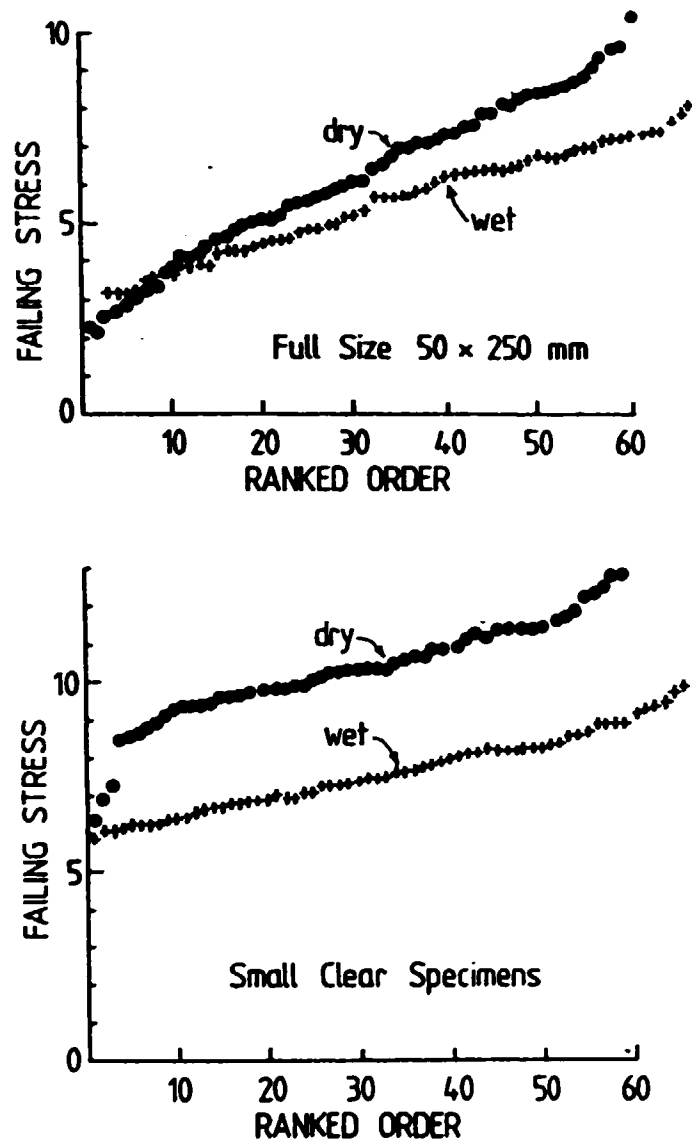 10
5
0
FAILING STRESS
dry
wet
Full Size 50 × 250 mm
10 20 30 40 50 60
RANKED ORDER
10
5
0
FAILING STRESS
dry
wet
Small Clear Specimens
10 20 30 40 50 60
RANKED ORDER